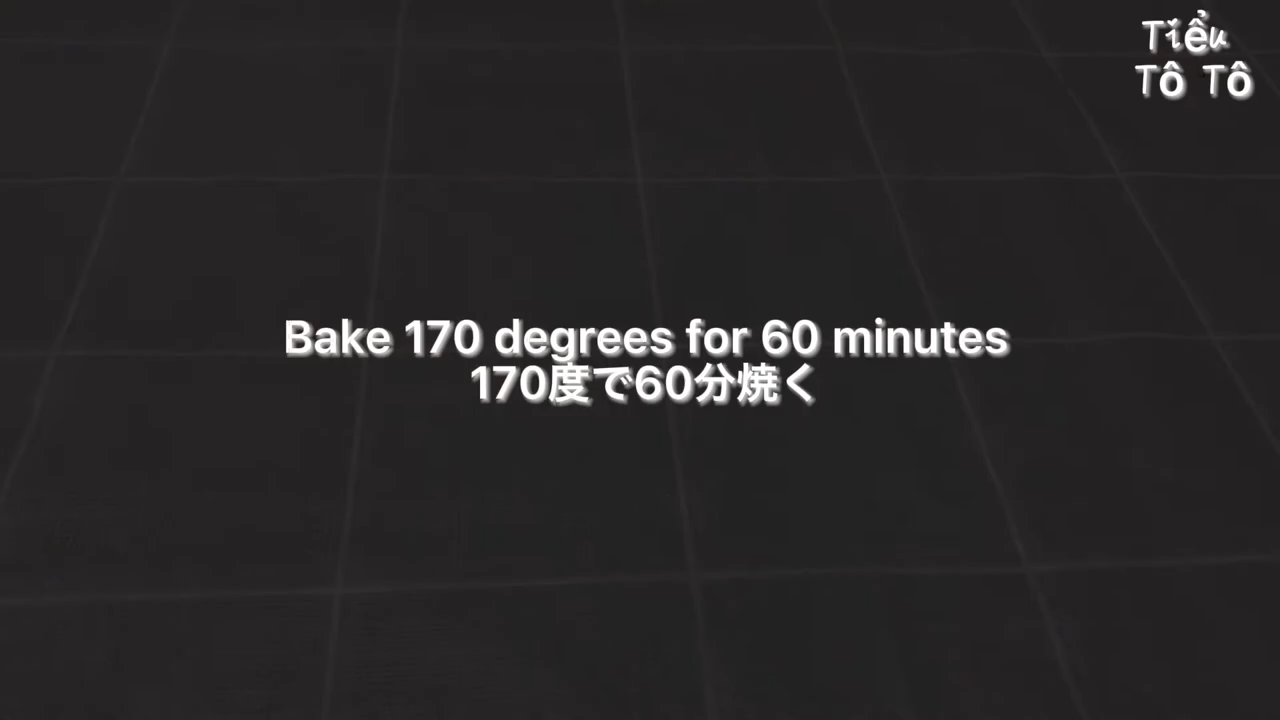 Tiểu
Tô Tô
Bake 170 degrees for 60 minutes
170度で60分焼く